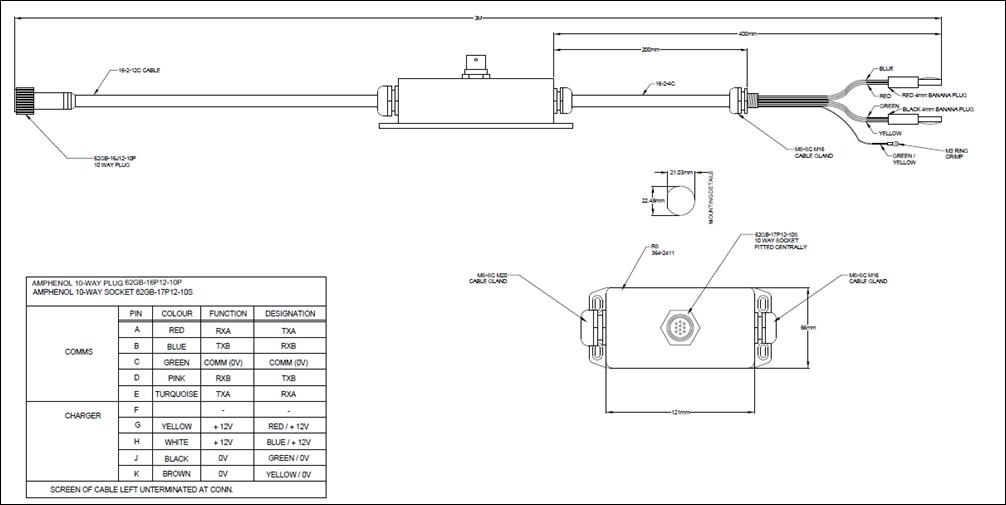 3M
400mm
200mm
16-2-12C CABLE
16-2-4C
BLUE
RED
RED 4mm BANANA PLUG
GREEN
BLACK 4mm BANANA PLUG
YELLOW
62GB-16J12-10P
10 WAY PLUG
MS-SC M16
CABLE GLAND
GREEN /
YELLOW
M3 RING
CRIMP
21.03mm
22.48mm
MOUNTING DETAILS
62GB-17P12-10S
10 WAY SOCKET
FITTED CENTRALLY
RS
364-2411
MS-SC M20
CABLE GLAND
MS-SC M16
CABLE GLAND
66mm
121mm
AMPHENOL 10-WAY PLUG 62GB-16P12-10P
AMPHENOL 10-WAY SOCKET 62GB-17P12-10S
PIN COLOUR FUNCTION DESIGNATION
COMMS
A RED RXA TXA
B BLUE TXB RXB
C GREEN COMM (0V) COMM (0V)
D PINK RXB TXB
E TURQUOISE TXA RXA
CHARGER
F - -
G YELLOW + 12V RED / + 12V
H WHITE + 12V BLUE / + 12V
J BLACK 0V GREEN / 0V
K BROWN 0V YELLOW / 0V
SCREEN OF CABLE LEFT UNTERMINATED AT CONN.